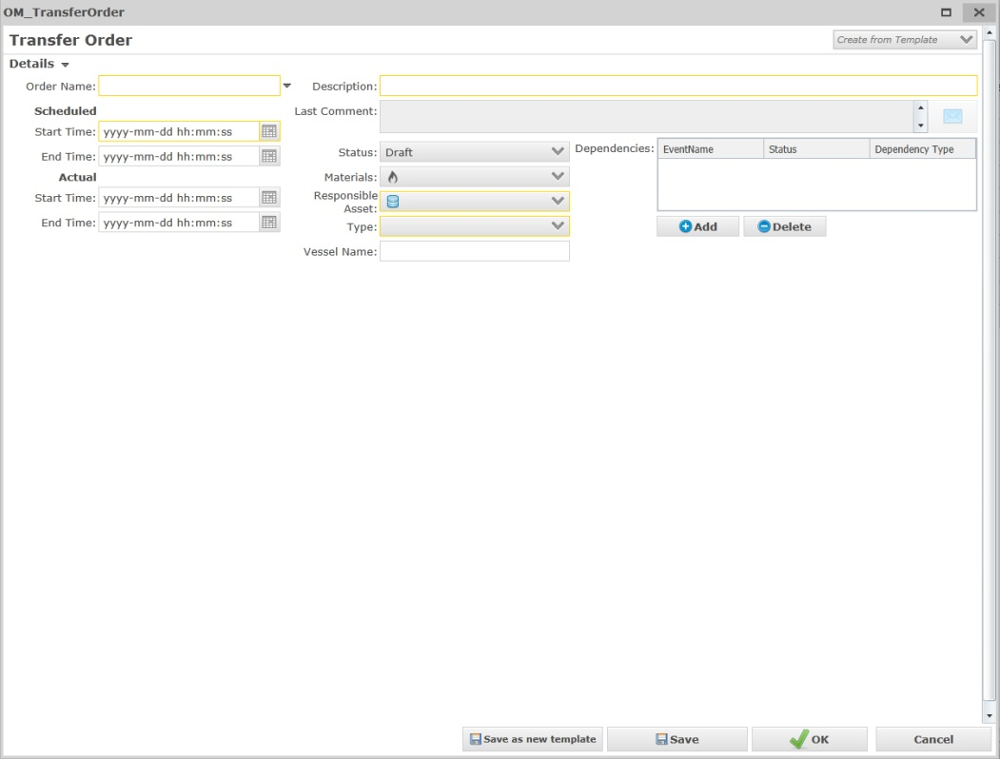 OM_TransferOrder
Transfer Order
Create from Template
Details
Order Name:
Description:
Scheduled
Last Comment:
Start Time: yyyy-mm-dd hh:mm:ss
End Time: yyyy-mm-dd hh:mm:ss
Status: Draft
Dependencies: EventName Status Dependency Type
Actual
Materials:
Start Time: yyyy-mm-dd hh:mm:ss
Responsible
Asset:
End Time: yyyy-mm-dd hh:mm:ss
Type:
Add Delete
Vessel Name:
Save as new template Save OK Cancel